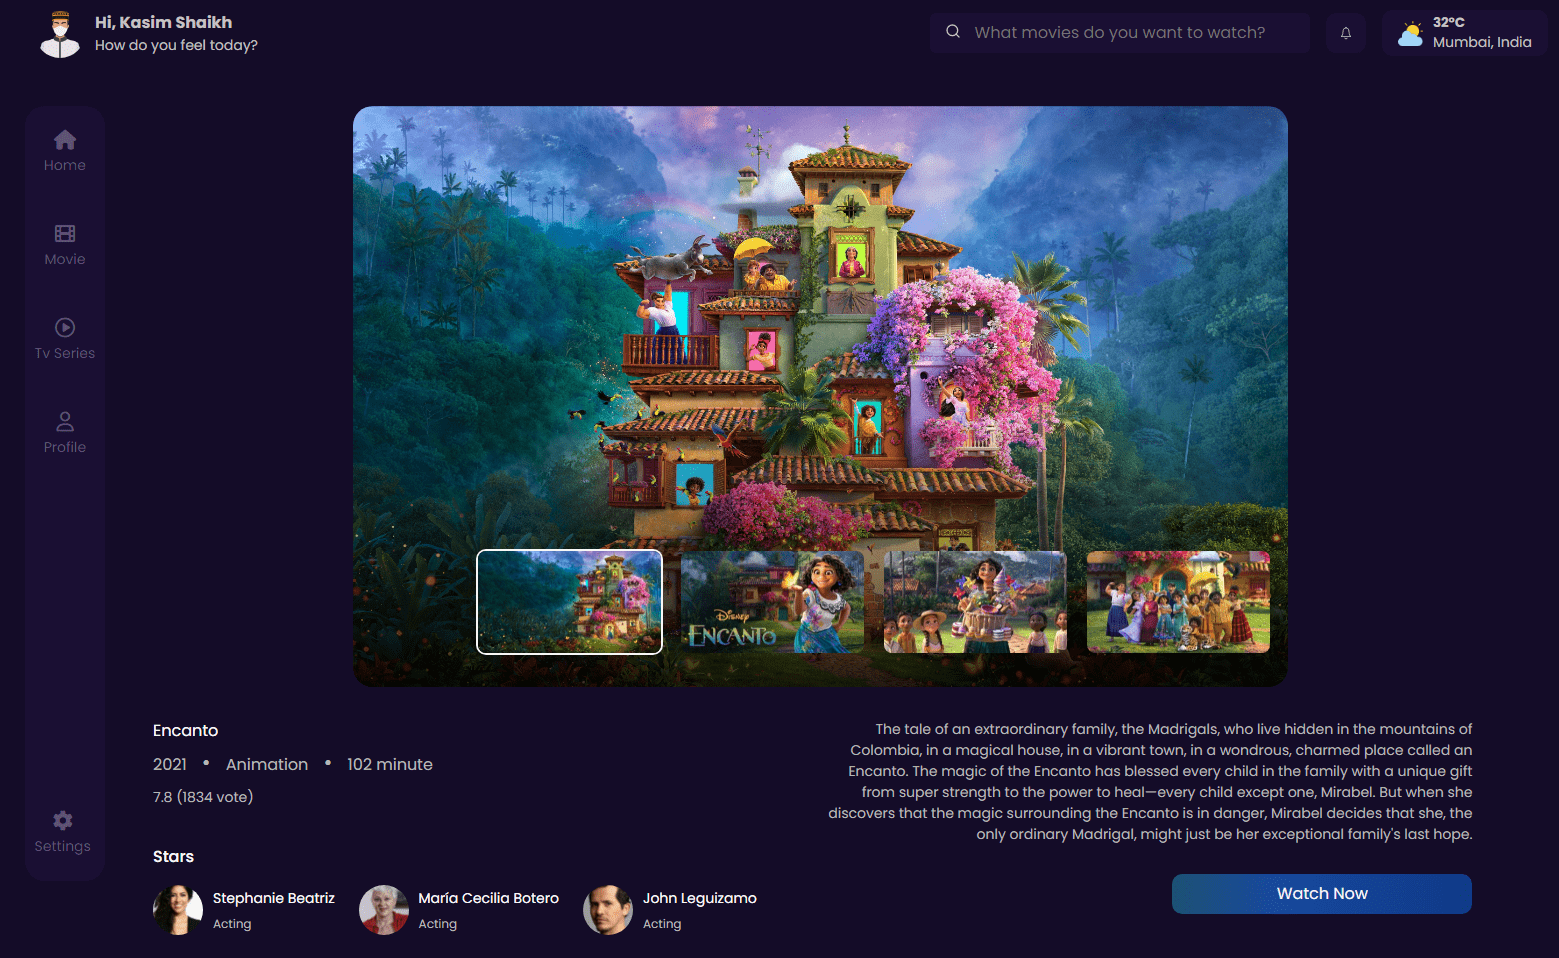 Hi, Kasim Shaikh
How do you feel today?
What movies do you want to watch?
32°C
Mumbai, India
Home
Movie
Tv Series
Profile
Settings
Disney
ENCANTO
Encanto
2021 • Animation • 102 minute
7.8 (1834 vote)
The tale of an extraordinary family, the Madrigals, who live hidden in the mountains of
Colombia, in a magical house, in a vibrant town, in a wondrous, charmed place called an
Encanto. The magic of the Encanto has blessed every child in the family with a unique gift
from super strength to the power to heal—every child except one, Mirabel. But when she
discovers that the magic surrounding the Encanto is in danger, Mirabel decides that she, the
only ordinary Madrigal, might just be her exceptional family's last hope.
Stars
Stephanie Beatriz
Acting
María Cecilia Botero
Acting
John Leguizamo
Acting
Watch Now